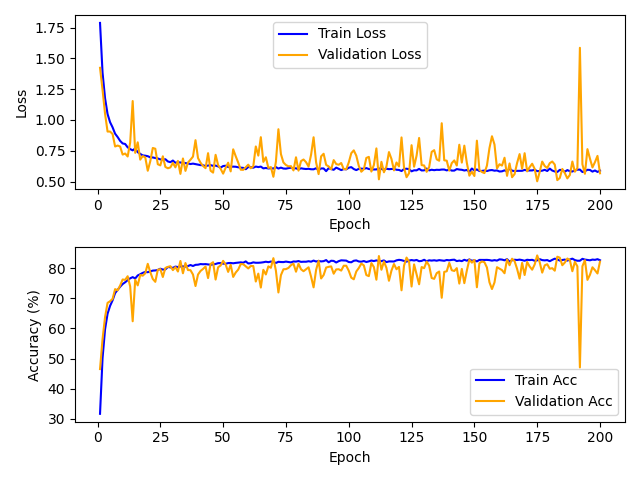 1.75
1.50
1.25
1.00
0.75
0.50
Loss
Train Loss
Validation Loss
0 25 50 75 100 125 150 175 200
Epoch
80
70
60
50
40
30
Accuracy (%)
Train Acc
Validation Acc
0 25 50 75 100 125 150 175 200
Epoch